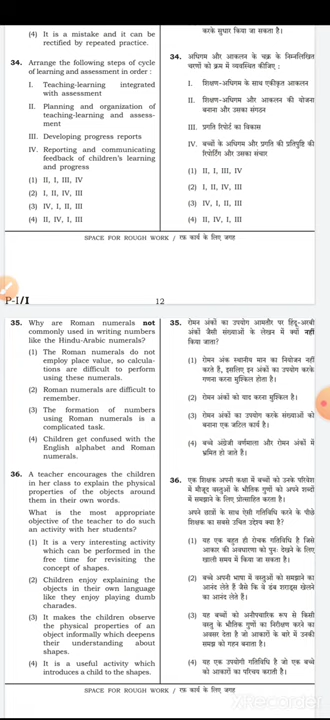 (4) It is a mistake and it can be
rectified by repeated practice.
34. Arrange the following steps of cycle
of learning and assessment in order :
I. Teaching-learning integrated
with assessment
II. Planning and organization of
teaching-learning and assess-
ment
III. Developing progress reports
IV. Reporting and communicating
feedback of children's learning
and progress
(1) II, I, III, IV
(2) I, II, IV, III
(3) IV, I, II, III
(4) II, IV, I, III
करके सुधार किया जा सकता है।
34. अधिगम और आकलन के चक्र के निम्नलिखित
चरणों को क्रम में व्यवस्थित कीजिए :
I. शिक्षण-अधिगम के साथ एकीकृत आकलन
II. शिक्षण-अधिगम और आकलन की योजना
बनाना और उसका संगठन
III. प्रगति रिपोर्ट का विकास
IV. बच्चों के अधिगम और प्रगति की प्रतिपुष्टि की
रिपोर्टिंग और उसका संचार
(1) II, I, III, IV
(2) I, II, IV, III
(3) IV, I, II, III
(4) II, IV, I, III
SPACE FOR ROUGH WORK / रफ़ कार्य के लिए जगह
P-I/I
12
35. Why are Roman numerals not
commonly used in writing numbers
like the Hindu-Arabic numerals?
(1) The Roman numerals do not
employ place value, so calcula-
tions are difficult to perform
using these numerals.
(2) Roman numerals are difficult to
remember.
(3) The formation of numbers
using Roman numerals is a
complicated task.
(4) Children get confused with the
English alphabet and Roman
numerals.
36. A teacher encourages the children
in her class to explain the physical
properties of the objects around
them in their own words.
What is the most appropriate
objective of the teacher to do such
an activity with her students?
(1) It is a very interesting activity
which can be performed in the
free time for revisiting the
concept of shapes.
(2) Children enjoy explaining the
objects in their own language
like they enjoy playing dumb
charades.
(3) It makes the children observe
the physical properties of an
object informally which deepens
their understanding about
shapes.
(4) It is a useful activity which
introduces a child to the shapes.
35. रोमन अंकों का उपयोग आमतौर पर हिंदू-अरबी
अंकों जैसी संख्याओं के लेखन में क्यों नहीं
किया जाता?
(1) रोमन अंक स्थानीय मान का नियोजन नहीं
करते हैं, इसलिए इन अंकों का उपयोग करके
गणना करना मुश्किल होता है।
(2) रोमन अंकों को याद करना मुश्किल है।
(3) रोमन अंकों का उपयोग करके संख्याओं को
बनाना एक जटिल कार्य है।
(4) बच्चे अंग्रेजी वर्णमाला और रोमन अंकों में
भ्रमित हो जाते हैं।
36. एक शिक्षक अपनी कक्षा में बच्चों को उनके परिवेश
में मौजूद वस्तुओं के भौतिक गुणों को अपने शब्दों
में समझाने के लिए प्रोत्साहित करता है।
अपने छात्रों के साथ ऐसी गतिविधि करने के पीछे
शिक्षक का सबसे उचित उद्देश्य क्या है?
(1) यह एक बहुत ही रोचक गतिविधि है जिसे
आकार की अवधारणा को पुनः देखने के लिए
खाली समय में किया जा सकता है।
(2) बच्चे अपनी भाषा में वस्तुओं को समझाने का
आनंद लेते हैं जैसे कि वे डंब शराड्स खेलने
का आनंद लेते हैं।
(3) यह बच्चों को अनौपचारिक रूप से किसी
वस्तु के भौतिक गुणों का निरीक्षण करने का
अवसर देता है जो आकारों के बारे में उनकी
समझ को गहन बनाता है।
(4) यह एक उपयोगी गतिविधि है जो एक बच्चे
को आकारों का परिचय कराती है।
SPACE FOR ROUGH WORK / रफ़ कार्य के लिए जगह
XRecorder